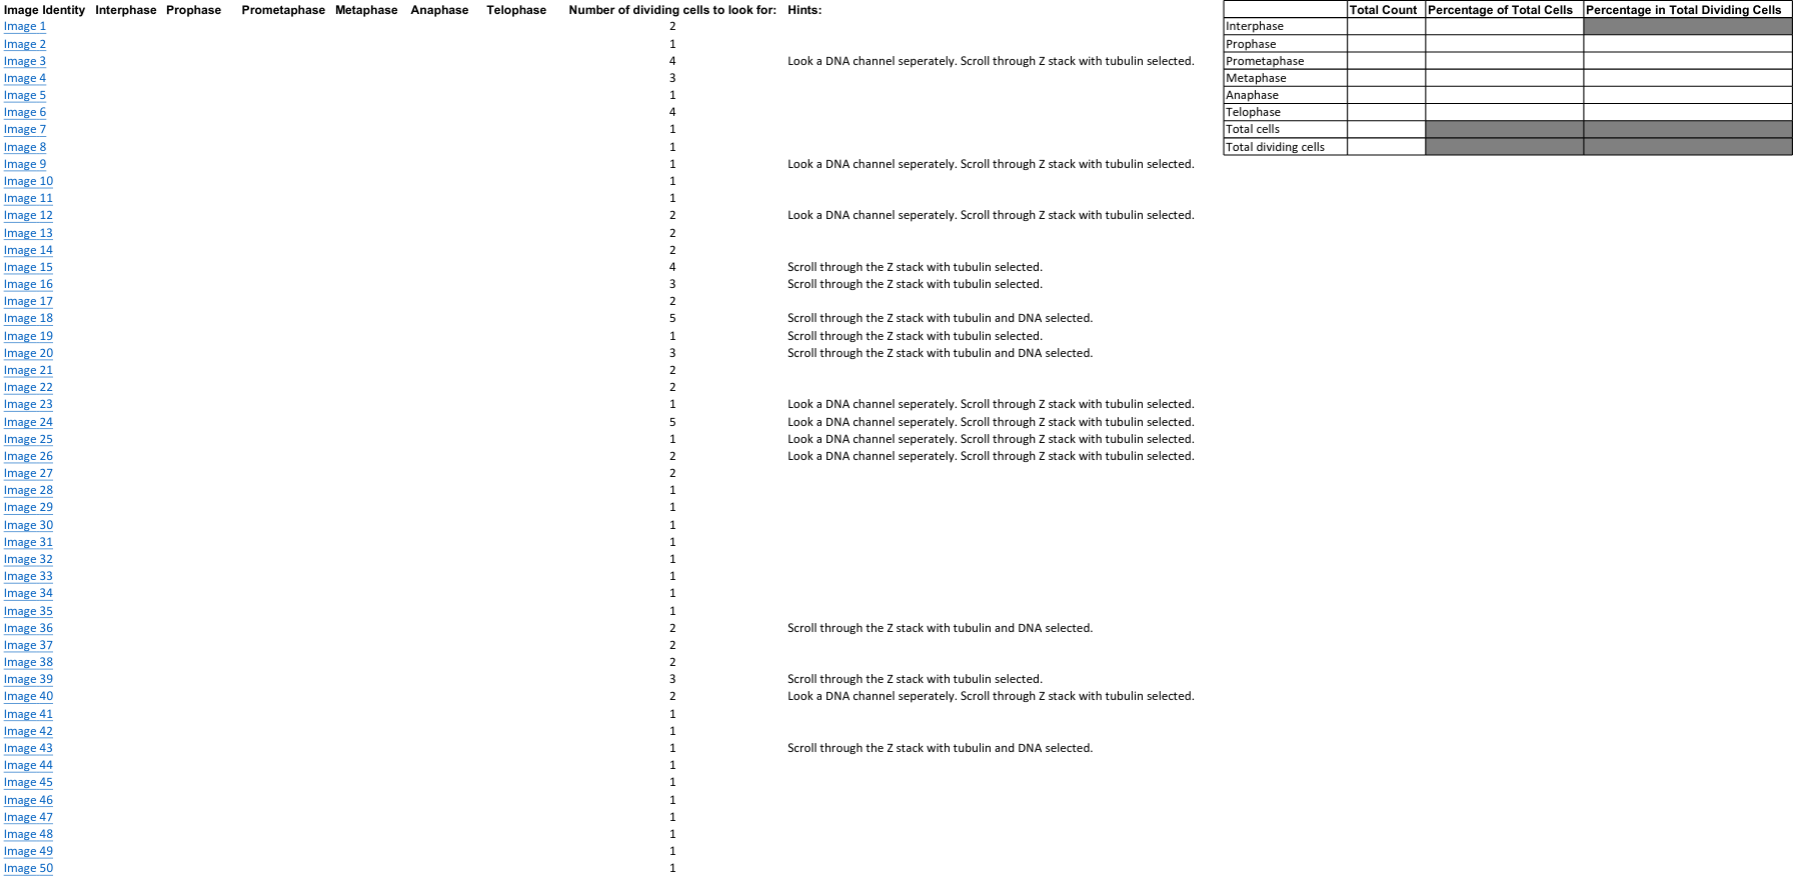 Image Identity Interphase Prophase Prometaphase Metaphase Anaphase Telophase Number of dividing cells to look for: Hints:
Image 1 2
Image 2 1
Image 3 4 Look a DNA channel seperately. Scroll through Z stack with tubulin selected.
Image 4 3
Image 5 1
Image 6 4
Image 7 1
Image 8 1
Image 9 1 Look a DNA channel seperately. Scroll through Z stack with tubulin selected.
Image 10 1
Image 11 1
Image 12 2 Look a DNA channel seperately. Scroll through Z stack with tubulin selected.
Image 13 2
Image 14 2
Image 15 4 Scroll through the Z stack with tubulin selected.
Image 16 3 Scroll through the Z stack with tubulin selected.
Image 17 2
Image 18 5 Scroll through the Z stack with tubulin and DNA selected.
Image 19 1 Scroll through the Z stack with tubulin selected.
Image 20 3 Scroll through the Z stack with tubulin and DNA selected.
Image 21 2
Image 22 2
Image 23 1 Look a DNA channel seperately. Scroll through Z stack with tubulin selected.
Image 24 5 Look a DNA channel seperately. Scroll through Z stack with tubulin selected.
Image 25 1 Look a DNA channel seperately. Scroll through Z stack with tubulin selected.
Image 26 2 Look a DNA channel seperately. Scroll through Z stack with tubulin selected.
Image 27 2
Image 28 1
Image 29 1
Image 30 1
Image 31 1
Image 32 1
Image 33 1
Image 34 1
Image 35 1
Image 36 2 Scroll through the Z stack with tubulin and DNA selected.
Image 37 2
Image 38 2
Image 39 3 Scroll through the Z stack with tubulin selected.
Image 40 2 Look a DNA channel seperately. Scroll through Z stack with tubulin selected.
Image 41 1
Image 42 1
Image 43 1 Scroll through the Z stack with tubulin and DNA selected.
Image 44 1
Image 45 1
Image 46 1
Image 47 1
Image 48 1
Image 49 1
Image 50 1
Total Count Percentage of Total Cells Percentage in Total Dividing Cells
Interphase
Prophase
Prometaphase
Metaphase
Anaphase
Telophase
Total cells
Total dividing cells